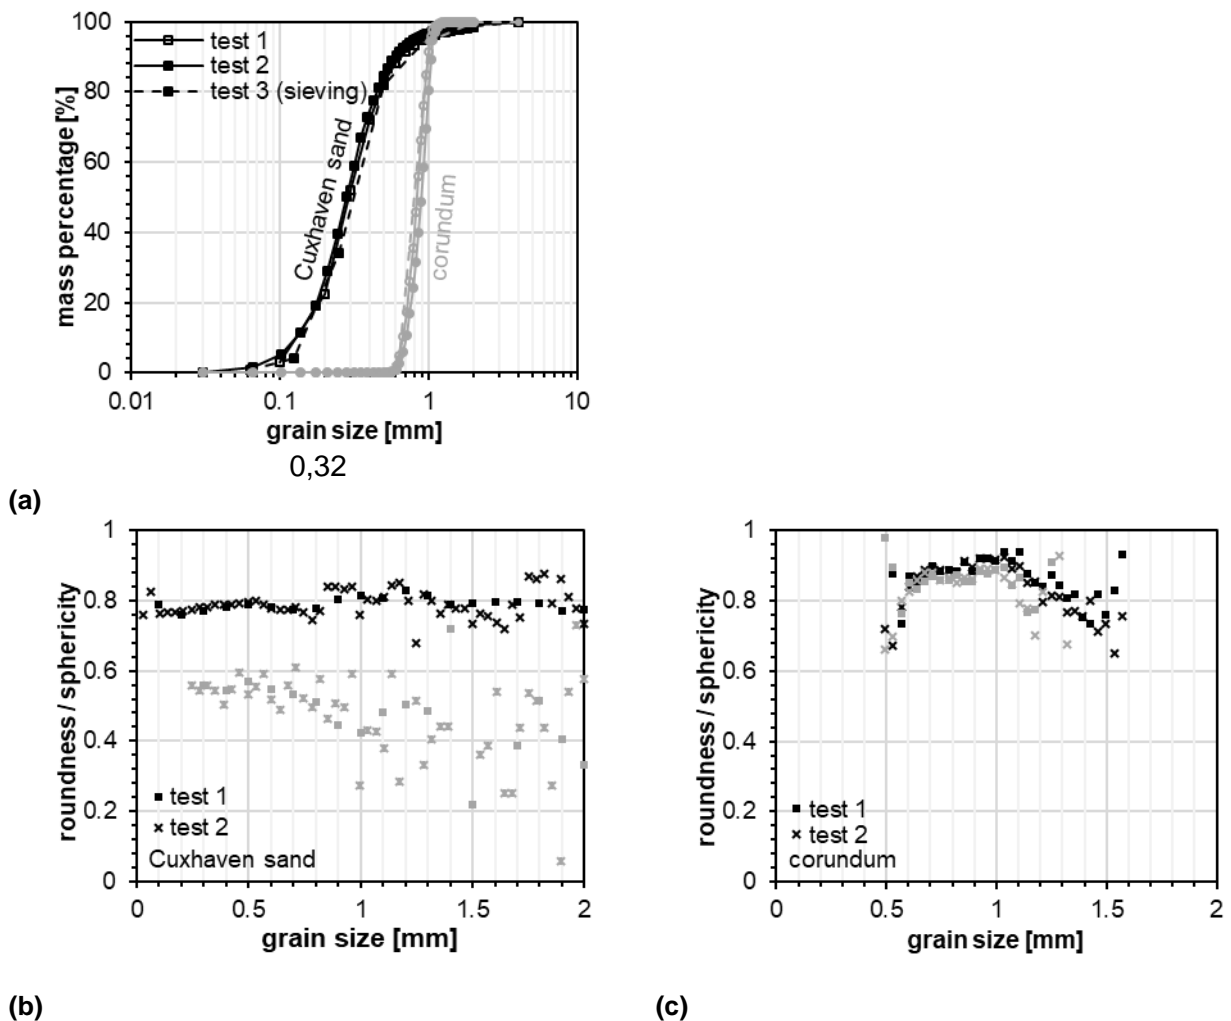 100
80
60
40
20
0
mass percentage [%]
test 1
test 2
test 3 (sieving)
Cuxhaven sand
corundum
0.01 0.1 1 10
grain size [mm]
0,32
(a)
1
0.8
0.6
0.4
0.2
0
roundness / sphericity
test 1
test 2
Cuxhaven sand
0 0.5 1 1.5 2
grain size [mm]
(b)
1
0.8
0.6
0.4
0.2
0
roundness / sphericity
test 1
test 2
corundum
0 0.5 1 1.5 2
grain size [mm]
(c)